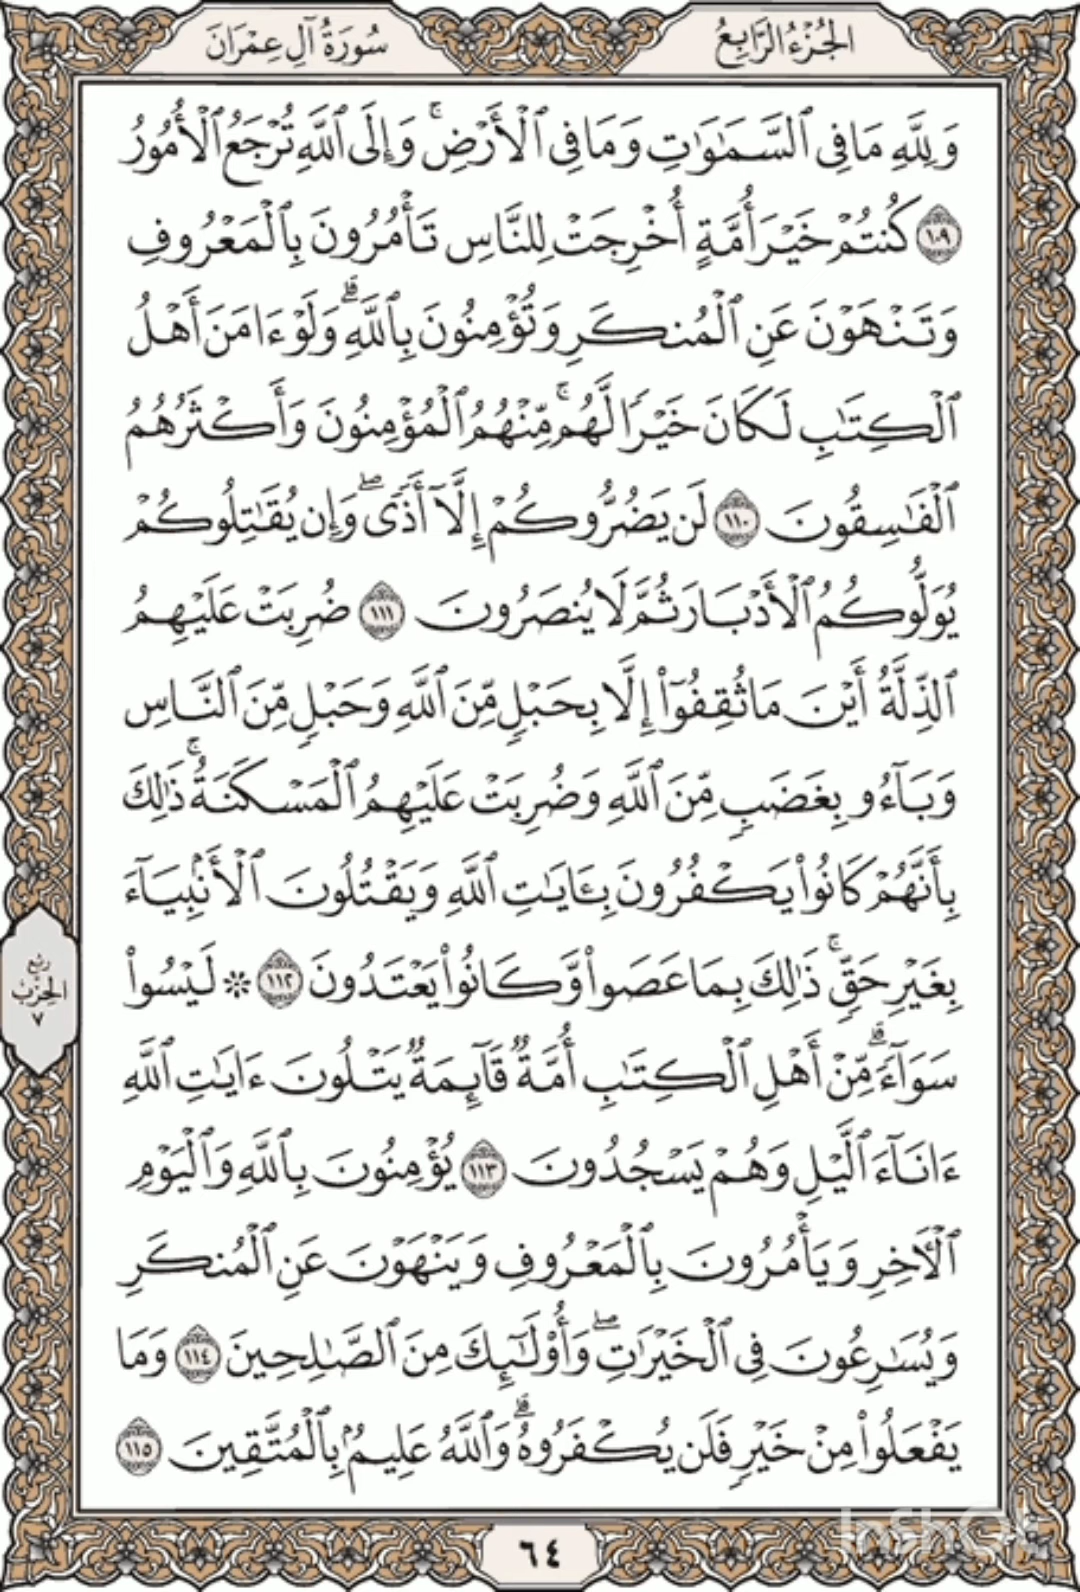 الجُزْءُ الرَّابِعُ
سُورَةُ آلِ عِمْرَانَ
وَلِلَّهِ مَا فِى ٱلسَّمَٰوَٰتِ وَمَا فِى ٱلْأَرْضِۚ وَإِلَى ٱللَّهِ تُرْجَعُ ٱلْأُمُورُ
١٠٩ كُنتُمْ خَيْرَ أُمَّةٍ أُخْرِجَتْ لِلنَّاسِ تَأْمُرُونَ بِٱلْمَعْرُوفِ
وَتَنْهَوْنَ عَنِ ٱلْمُنكَرِ وَتُؤْمِنُونَ بِٱللَّهِۗ وَلَوْ ءَامَنَ أَهْلُ
ٱلْكِتَٰبِ لَكَانَ خَيْرًا لَّهُمۚ مِّنْهُمُ ٱلْمُؤْمِنُونَ وَأَكْثَرُهُمُ
ٱلْفَٰسِقُونَ ١١٠ لَن يَضُرُّوكُمْ إِلَّآ أَذًىۖ وَإِن يُقَٰتِلُوكُمْ
يُوَلُّوكُمُ ٱلْأَدْبَارَ ثُمَّ لَا يُنصَرُونَ ١١١ ضُرِبَتْ عَلَيْهِمُ
ٱلذِّلَّةُ أَيْنَ مَا ثُقِفُوٓا۟ إِلَّا بِحَبْلٍ مِّنَ ٱللَّهِ وَحَبْلٍ مِّنَ ٱلنَّاسِ
وَبَآءُو بِغَضَبٍ مِّنَ ٱللَّهِ وَضُرِبَتْ عَلَيْهِمُ ٱلْمَسْكَنَةُۚ ذَٰلِكَ
بِأَنَّهُمْ كَانُوا۟ يَكْفُرُونَ بِـَٔايَٰتِ ٱللَّهِ وَيَقْتُلُونَ ٱلْأَنۢبِيَآءَ
بِغَيْرِ حَقٍّۚ ذَٰلِكَ بِمَا عَصَوا۟ وَّكَانُوا۟ يَعْتَدُونَ ١١٢ ۞ لَيْسُوا۟
سَوَآءًۗ مِّنْ أَهْلِ ٱلْكِتَٰبِ أُمَّةٌ قَآئِمَةٌ يَتْلُونَ ءَايَٰتِ ٱللَّهِ
ءَانَآءَ ٱلَّيْلِ وَهُمْ يَسْجُدُونَ ١١٣ يُؤْمِنُونَ بِٱللَّهِ وَٱلْيَوْمِ
ٱلْءَاخِرِ وَيَأْمُرُونَ بِٱلْمَعْرُوفِ وَيَنْهَوْنَ عَنِ ٱلْمُنكَرِ
وَيُسَٰرِعُونَ فِى ٱلْخَيْرَٰتِۖ وَأُو۟لَٰٓئِكَ مِنَ ٱلصَّٰلِحِينَ ١١٤ وَمَا
يَفْعَلُوا۟ مِنْ خَيْرٍ فَلَن يُكْفَرُوهُۗ وَٱللَّهُ عَلِيمٌۢ بِٱلْمُتَّقِينَ ١١٥
رُبْعُ
الحِزْبِ
٧
٦٤
InShOt